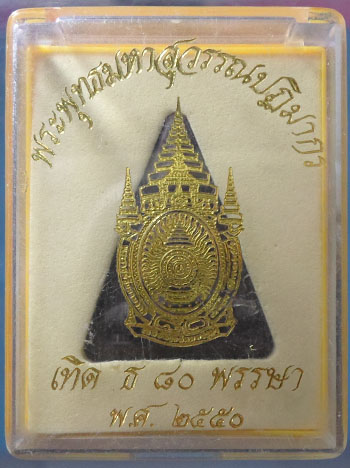 พระพุทธมหาสุวรรณปฏิมากร
เทิด ธ ๘๐ พรรษา
พ.ศ. ๒๕๕๐